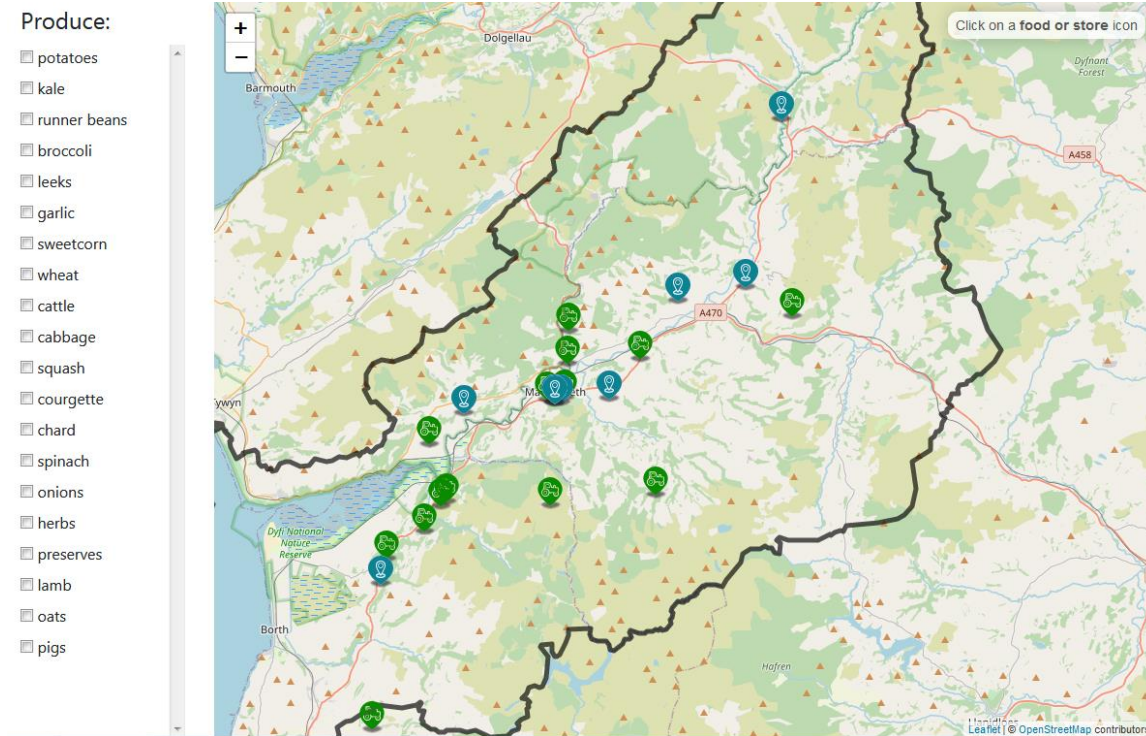 Produce:
potatoes
kale
runner beans
broccoli
leeks
garlic
sweetcorn
wheat
cattle
cabbage
squash
courgette
chard
spinach
onions
herbs
preserves
lamb
oats
pigs
+
−
Click on a food or store icon
Dolgellau
Dyfnant
Forest
Barmouth
A458
A470
ywyn
Dyfi National
Nature
Reserve
Borth
Hafren
Leaflet | © OpenStreetMap contributor